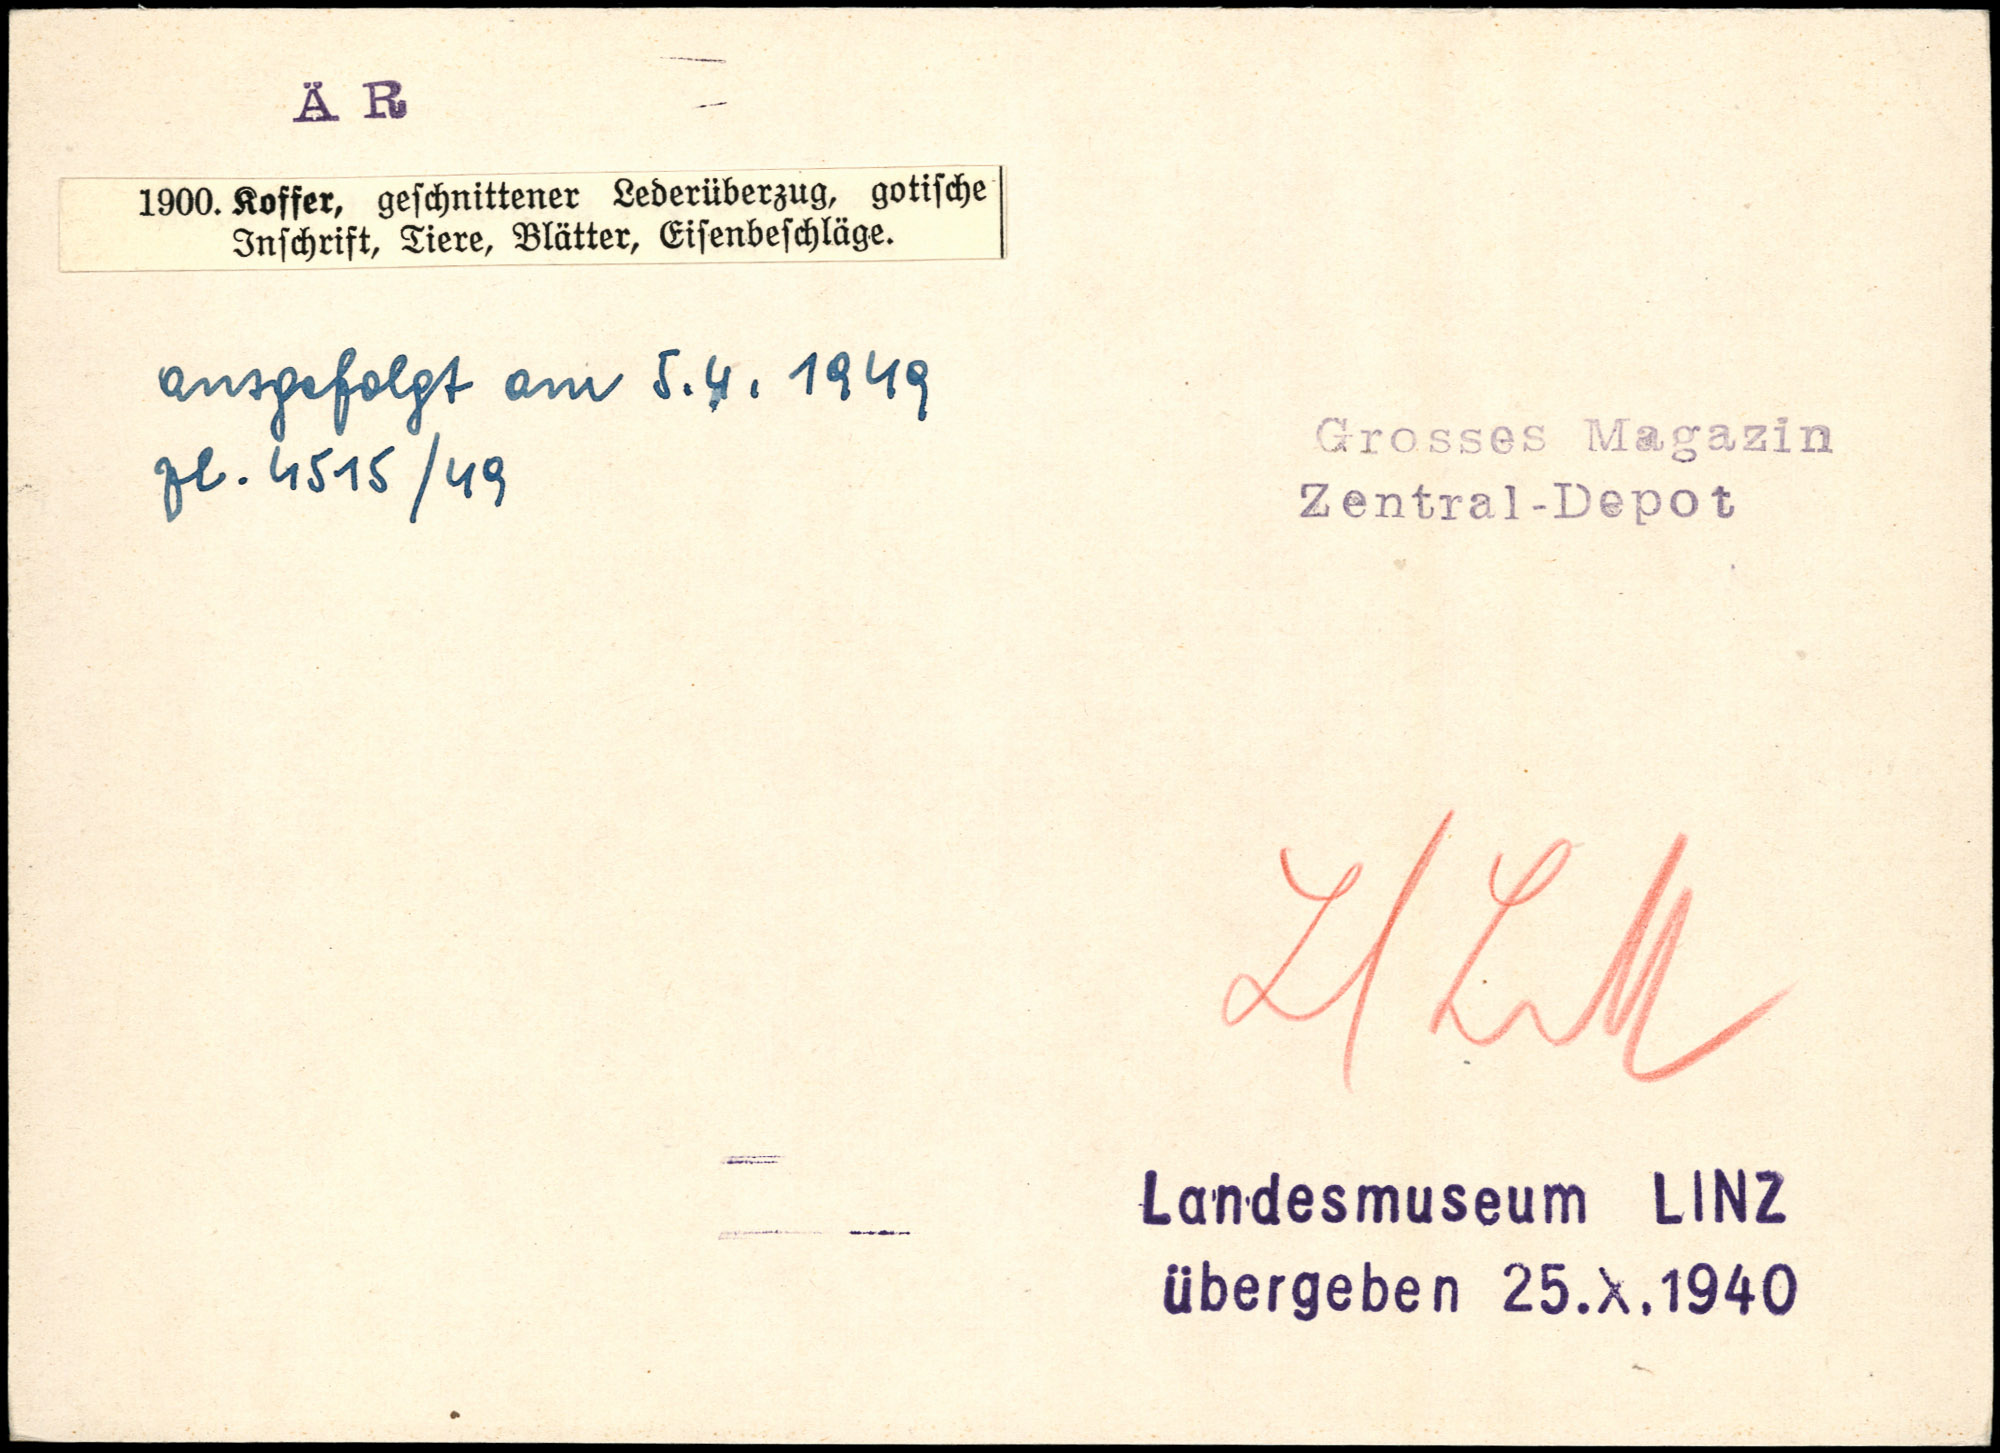 Ä R
1900. Koffer, geschnittener Lederüberzug, gotische
Inschrift, Tiere, Blätter, Eisenbeschläge.
ausgefolgt am 5.4. 1949
Zl. 4515/49
Grosses Magazin
Zentral-Depot
Landesmuseum LINZ
übergeben 25.X.1940